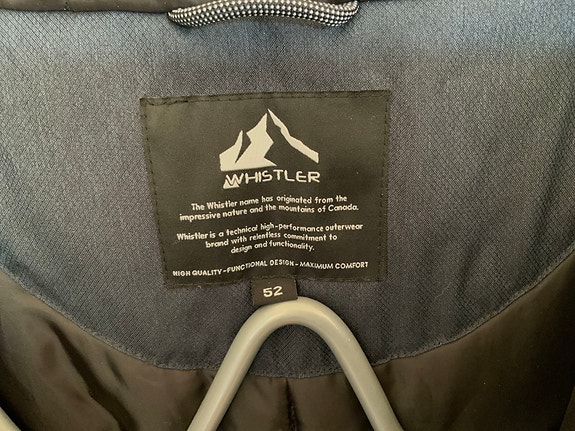 WHISTLER
The Whistler name has originated from the
impressive nature and the mountains of Canada.
Whistler is a technical high-performance outerwear
brand with relentless commitment to
design and functionality.
HIGH QUALITY - FUNCTIONAL DESIGN - MAXIMUM COMFORT
52